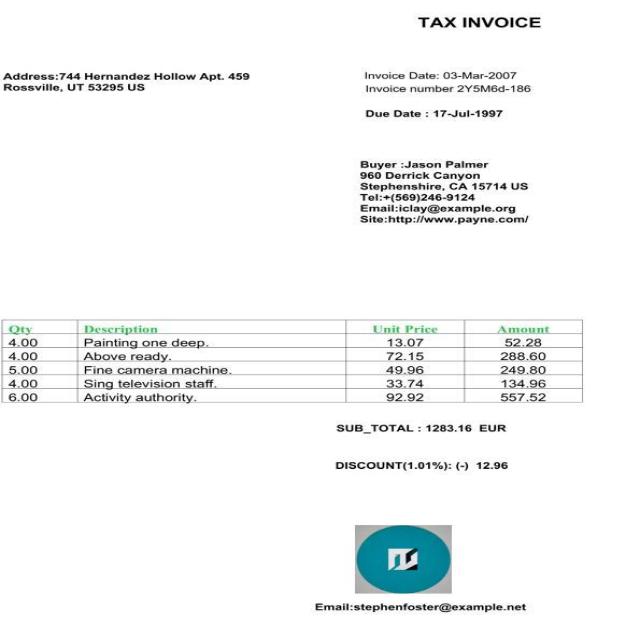 TAX INVOICE
Address:744 Hernandez Hollow Apt. 459
Rossville, UT 53295 US
Invoice Date: 03-Mar-2007
Invoice number 2Y5M6d-186
Due Date : 17-Jul-1997
Buyer :Jason Palmer
960 Derrick Canyon
Stephenshire, CA 15714 US
Tel:+(569)246-9124
Email:iclay@example.org
Site:http://www.payne.com/
Qty Description Unit Price Amount
4.00 Painting one deep. 13.07 52.28
4.00 Above ready. 72.15 288.60
5.00 Fine camera machine. 49.96 249.80
4.00 Sing television staff. 33.74 134.96
6.00 Activity authority. 92.92 557.52
SUB_TOTAL : 1283.16 EUR
DISCOUNT(1.01%): (-) 12.96
Email:stephenfoster@example.net